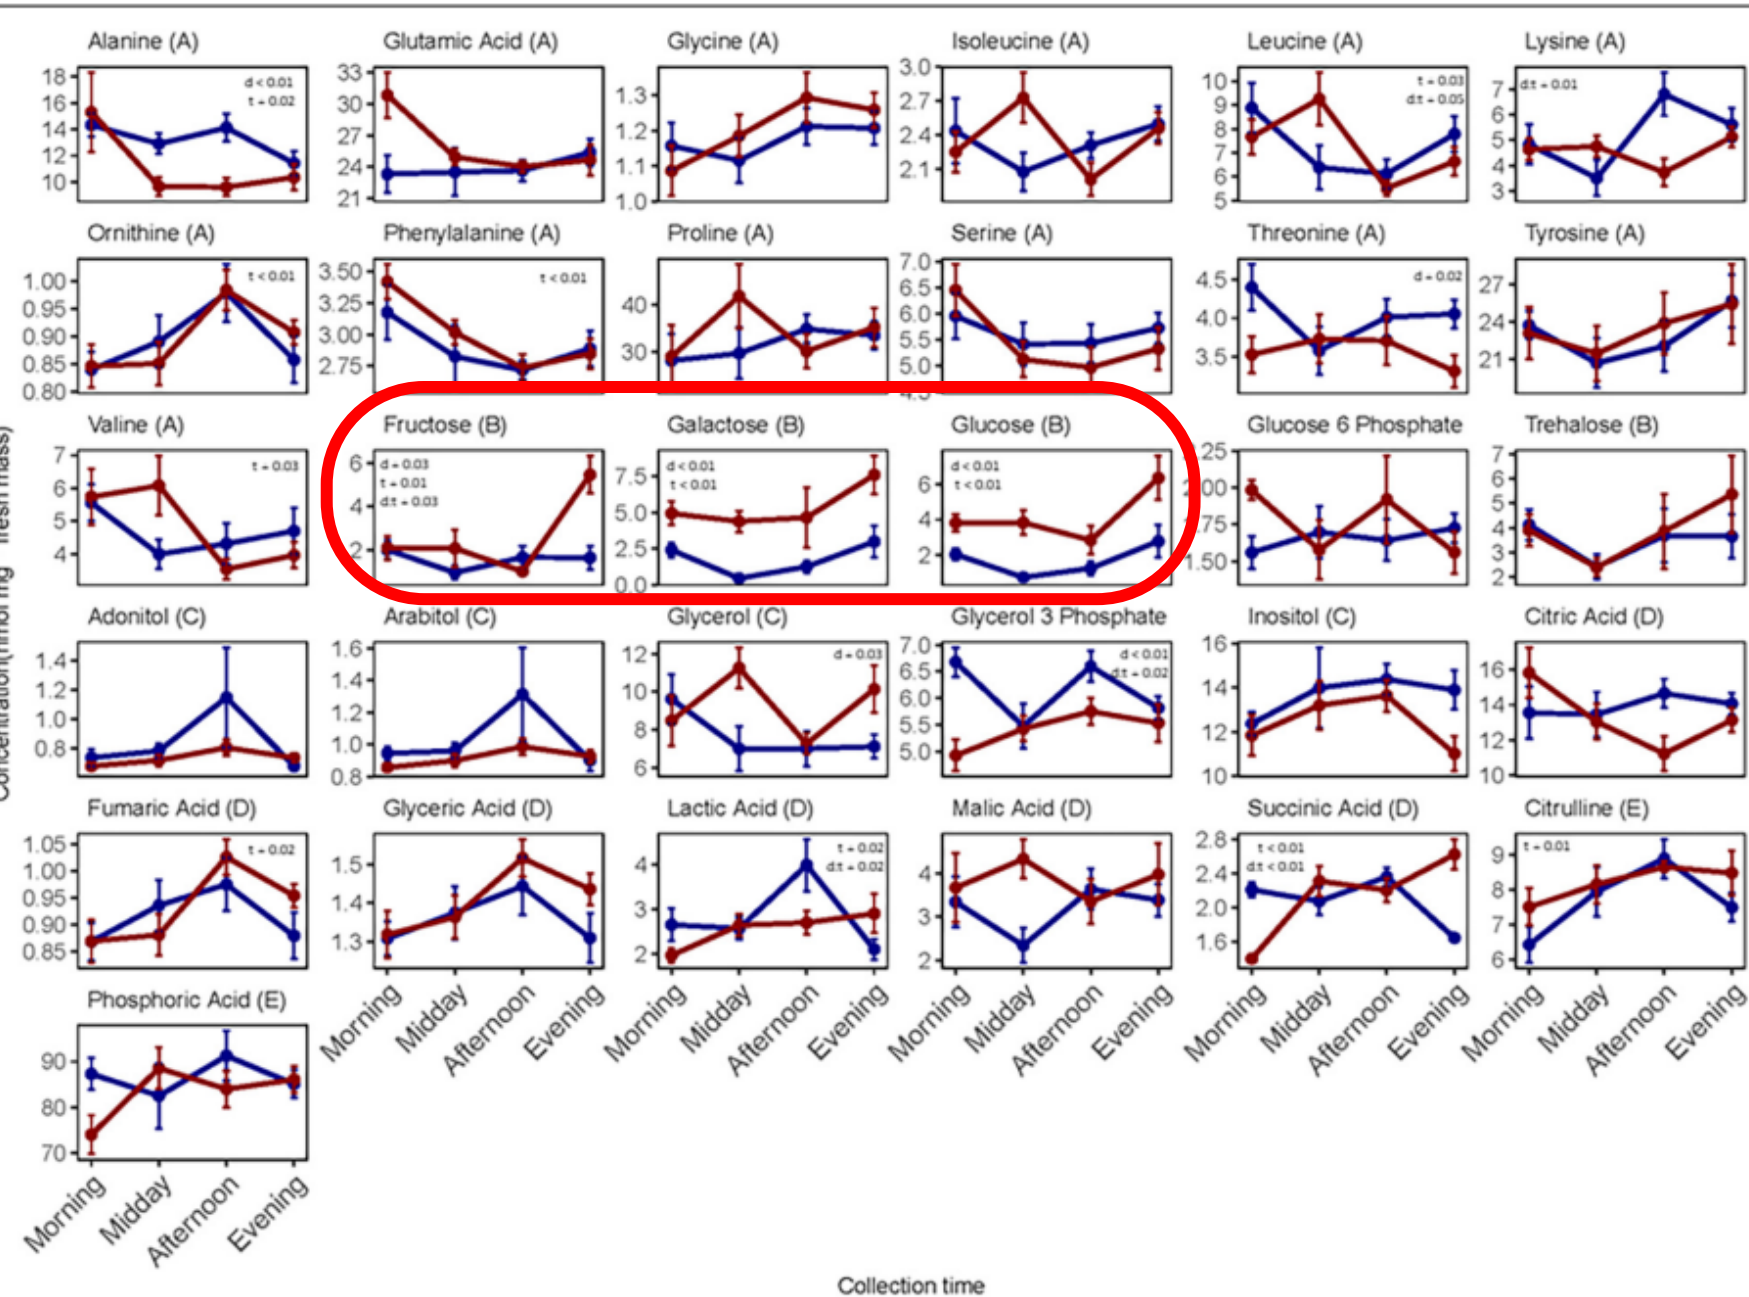 Alanine (A) Glutamic Acid (A) Glycine (A) Isoleucine (A) Leucine (A) Lysine (A)
18 16 14 12 10 d < 0.01 t = 0.02
33 30 27 24 21
1.3 1.2 1.1 1.0
3.0 2.7 2.4 2.1
10 9 8 7 6 5 t = 0.03 d:t = 0.05
7 6 5 4 3 d:t = 0.01
Ornithine (A) Phenylalanine (A) Proline (A) Serine (A) Threonine (A) Tyrosine (A)
1.00 0.95 0.90 0.85 0.80 t < 0.01
3.50 3.25 3.00 2.75 t < 0.01
40 30
7.0 6.5 6.0 5.5 5.0
4.5 4.0 3.5 d = 0.02
27 24 21
Valine (A) Fructose (B) Galactose (B) Glucose (B) Glucose 6 Phosphate Trehalose (B)
7 6 5 4 t = 0.03
6 4 2 d = 0.03 t = 0.01 d:t = 0.03
7.5 5.0 2.5 0.0 d < 0.01 t < 0.01
6 4 2 d < 0.01 t < 0.01
.25 2.00 .75 1.50
7 6 5 4 3 2
Adonitol (C) Arabitol (C) Glycerol (C) Glycerol 3 Phosphate Inositol (C) Citric Acid (D)
1.4 1.2 1.0 0.8
1.6 1.4 1.2 1.0 0.8
12 10 8 6 d = 0.03
7.0 6.5 6.0 5.5 5.0 d < 0.01 d:t = 0.02
16 14 12 10
16 14 12 10
Fumaric Acid (D) Glyceric Acid (D) Lactic Acid (D) Malic Acid (D) Succinic Acid (D) Citrulline (E)
1.05 1.00 0.95 0.90 0.85 t = 0.02
1.5 1.4 1.3
4 3 2 t = 0.02 d:t = 0.02
4 3 2
2.8 2.4 2.0 1.6 t < 0.01 d:t < 0.01
9 8 7 6 t = 0.01
Phosphoric Acid (E)
90 80 70
Morning Midday Afternoon Evening Morning Midday Afternoon Evening Morning Midday Afternoon Evening Morning Midday Afternoon Evening Morning Midday Afternoon Evening
Morning Midday Afternoon Evening
Collection time